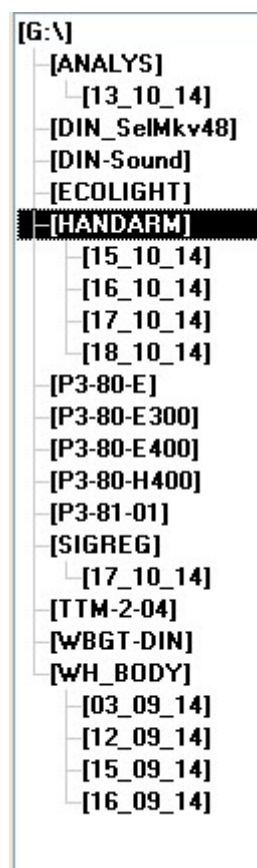 [G:\]
[ANALYS]
[13_10_14]
[DIN_SelMkv48]
[DIN-Sound]
[ECOLIGHT]
[HANDARM]
[15_10_14]
[16_10_14]
[17_10_14]
[18_10_14]
[P3-80-E]
[P3-80-E300]
[P3-80-E400]
[P3-80-H400]
[P3-81-01]
[SIGREG]
[17_10_14]
[TTM-2-04]
[WBGT-DIN]
[WH_BODY]
[03_09_14]
[12_09_14]
[15_09_14]
[16_09_14]